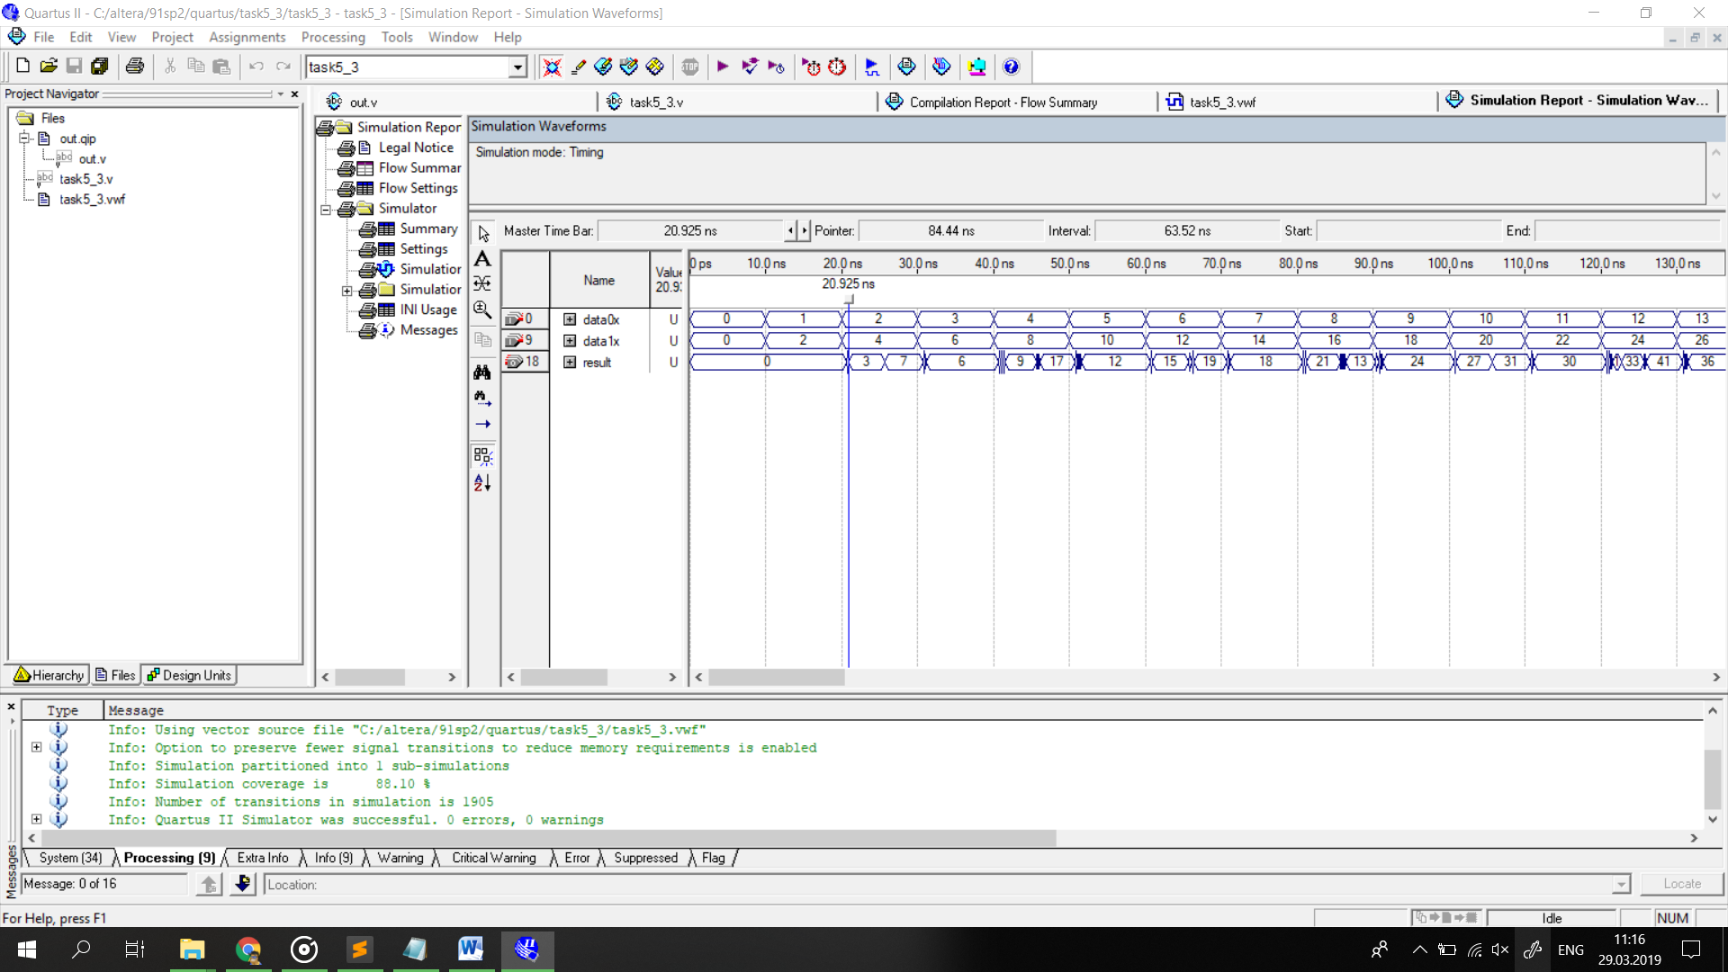 Quartus II - C:/altera/91sp2/quartus/task5_3/task5_3 - task5_3 - [Simulation Report - Simulation Waveforms]
File Edit View Project Assignments Processing Tools Window Help
task5_3
Project Navigator
Files
out.qip
out.v
task5_3.v
task5_3.vwf
Hierarchy Files Design Units
out.v task5_3.v Compilation Report - Flow Summary task5_3.vwf Simulation Report - Simulation Wav...
Simulation Repor
Legal Notice
Flow Summar
Flow Settings
Simulator
Summary
Settings
Simulatior
Simulatior
INI Usage
Messages
Simulation Waveforms
Simulation mode: Timing
Master Time Bar: 20.925 ns Pointer: 84.44 ns Interval: 63.52 ns Start: End:
Name Value 20.9
0 ps 10.0 ns 20.0 ns 30.0 ns 40.0 ns 50.0 ns 60.0 ns 70.0 ns 80.0 ns 90.0 ns 100.0 ns 110.0 ns 120.0 ns 130.0 ns
20.925 ns
0 data0x U 0 1 2 3 4 5 6 7 8 9 10 11 12 13
9 data1x U 0 2 4 6 8 10 12 14 16 18 20 22 24 26
18 result U 0 3 7 6 9 17 12 15 19 18 21 13 24 27 31 30 33 41 36
Type Message
Info: Using vector source file "C:/altera/91sp2/quartus/task5_3/task5_3.vwf"
Info: Option to preserve fewer signal transitions to reduce memory requirements is enabled
Info: Simulation partitioned into 1 sub-simulations
Info: Simulation coverage is 88.10 %
Info: Number of transitions in simulation is 1905
Info: Quartus II Simulator was successful. 0 errors, 0 warnings
System (34) Processing (9) Extra Info Info (9) Warning Critical Warning Error Suppressed Flag
Messages
Message: 0 of 16 Location: Locate
For Help, press F1 Idle NUM
ENG 11:16
29.03.2019